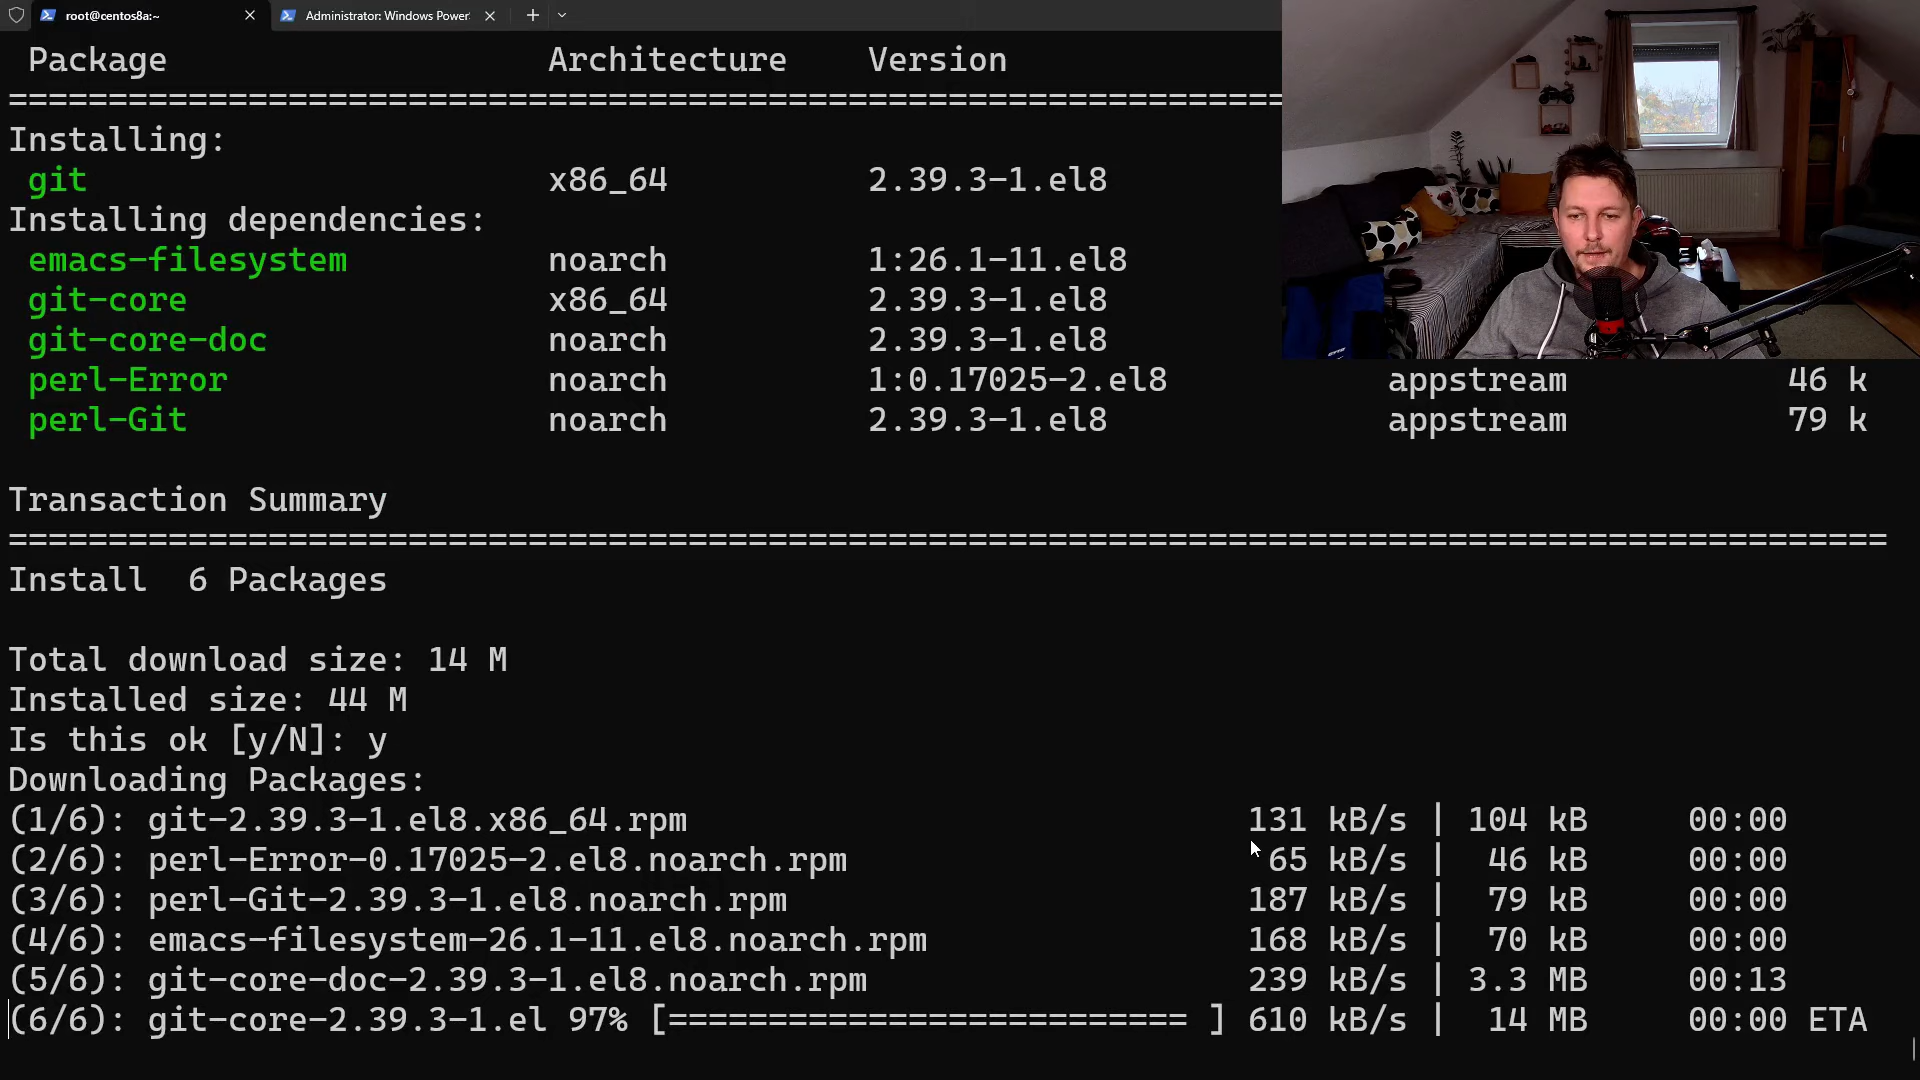 root@centos8a:~ Administrator: Windows Power
Package Architecture Version
================================================================
Installing:
git x86_64 2.39.3-1.el8
Installing dependencies:
emacs-filesystem noarch 1:26.1-11.el8
git-core x86_64 2.39.3-1.el8
git-core-doc noarch 2.39.3-1.el8
perl-Error noarch 1:0.17025-2.el8 appstream 46 k
perl-Git noarch 2.39.3-1.el8 appstream 79 k
Transaction Summary
==============================================================================================
Install  6 Packages
Total download size: 14 M
Installed size: 44 M
Is this ok [y/N]: y
Downloading Packages:
(1/6): git-2.39.3-1.el8.x86_64.rpm 131 kB/s | 104 kB 00:00
(2/6): perl-Error-0.17025-2.el8.noarch.rpm 65 kB/s | 46 kB 00:00
(3/6): perl-Git-2.39.3-1.el8.noarch.rpm 187 kB/s | 79 kB 00:00
(4/6): emacs-filesystem-26.1-11.el8.noarch.rpm 168 kB/s | 70 kB 00:00
(5/6): git-core-doc-2.39.3-1.el8.noarch.rpm 239 kB/s | 3.3 MB 00:13
(6/6): git-core-2.39.3-1.el 97% [========================== ] 610 kB/s | 14 MB 00:00 ETA